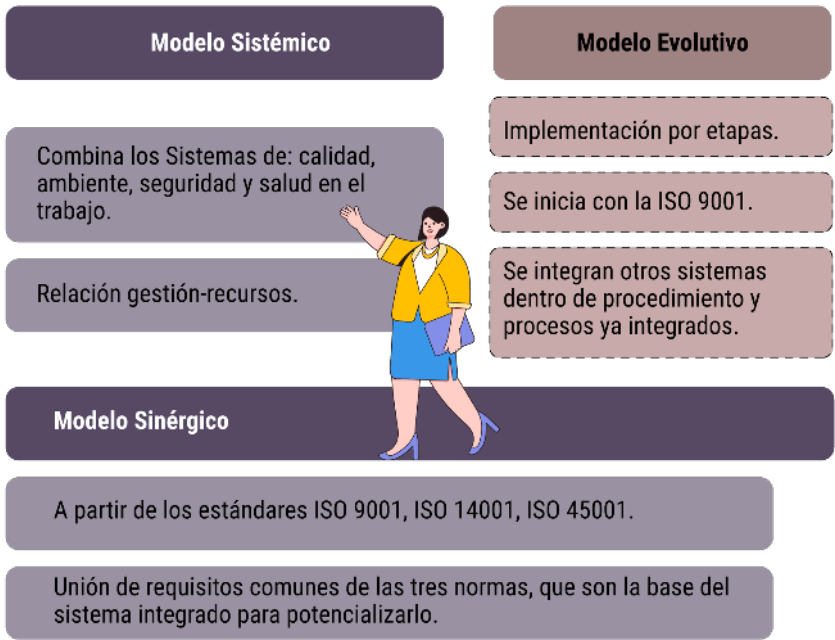 Modelo Sistémico
Combina los Sistemas de: calidad,
ambiente, seguridad y salud en el
trabajo.
Relación gestión-recursos.
Modelo Evolutivo
Implementación por etapas.
Se inicia con la ISO 9001.
Se integran otros sistemas
dentro de procedimiento y
procesos ya integrados.
Modelo Sinérgico
A partir de los estándares ISO 9001, ISO 14001, ISO 45001.
Unión de requisitos comunes de las tres normas, que son la base del
sistema integrado para potencializarlo.